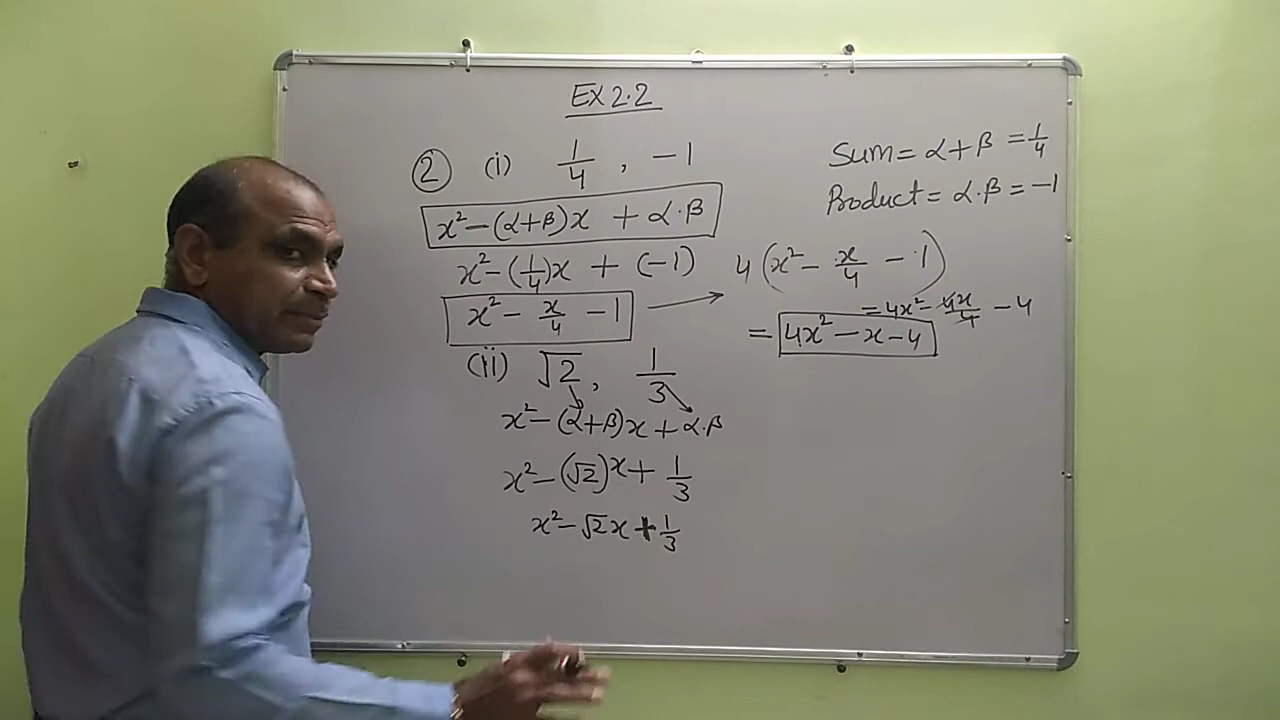 EX 2.2
② (i) 1/4 , -1
Sum = α + β = 1/4
Product = α.β = -1
x² - (α+β)x + α.β
x² - (1/4)x + (-1)
4(x² - x/4 - 1)
x² - x/4 - 1
= 4x² - 4x/4 - 4
= 4x² - x - 4
(ii) √2 , 1/3
x² - (α+β)x + α.β
x² - (√2)x + 1/3
x² - √2x + 1/3